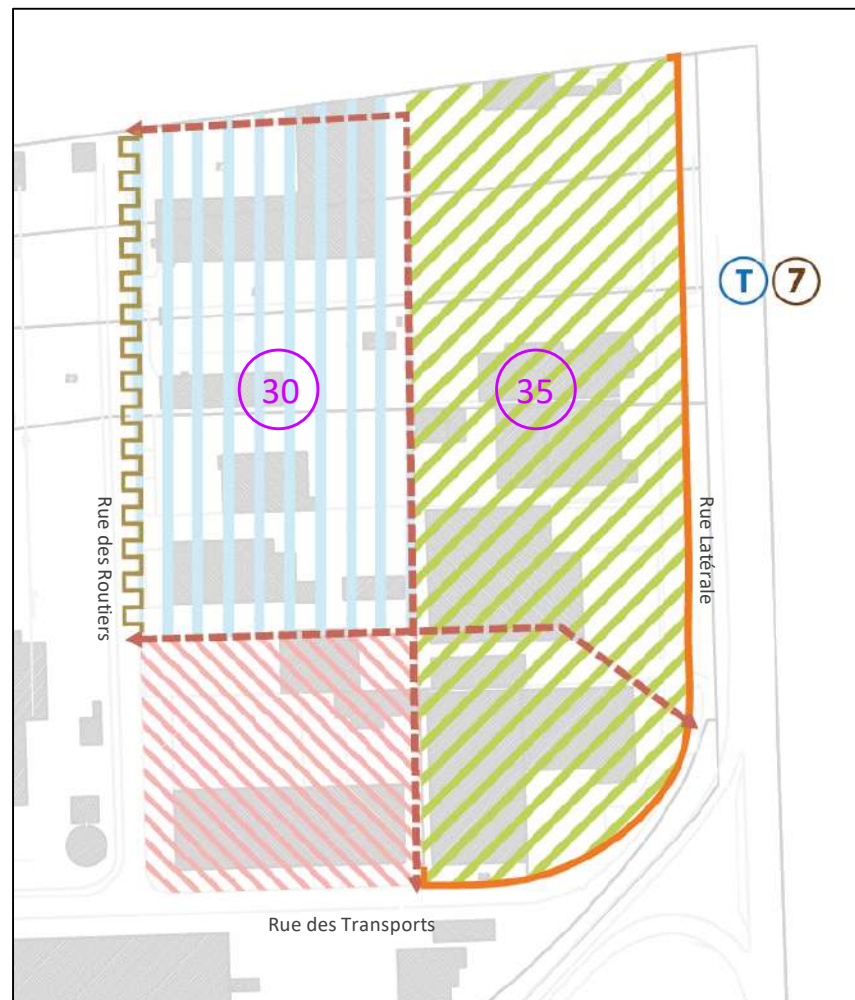 T 7
30
35
Rue des Routiers
Rue Latérale
Rue des Transports